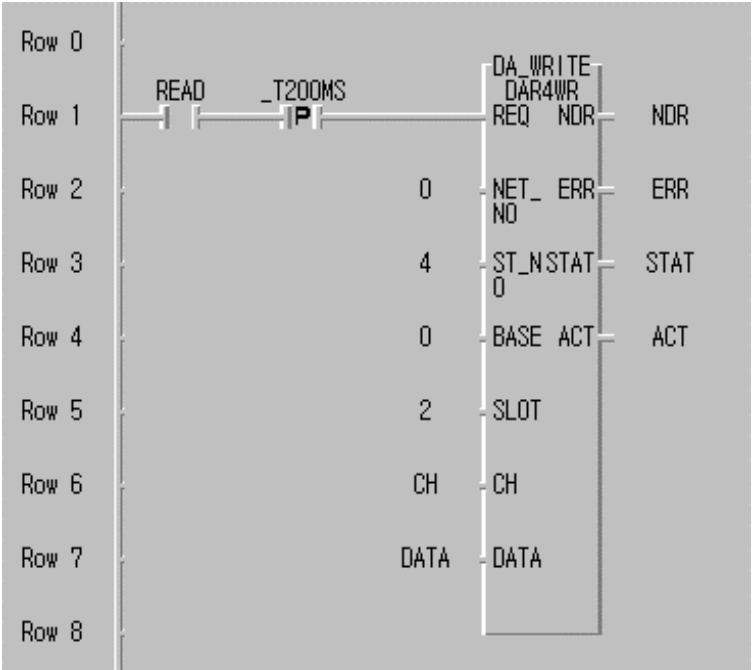 Row 0
DA_WRITE
READ _T200MS DAR4WR
Row 1 P REQ NDR NDR
Row 2 0 NET_ ERR ERR
NO
Row 3 4 ST_N STAT STAT
O
Row 4 0 BASE ACT ACT
Row 5 2 SLOT
Row 6 CH CH
Row 7 DATA DATA
Row 8